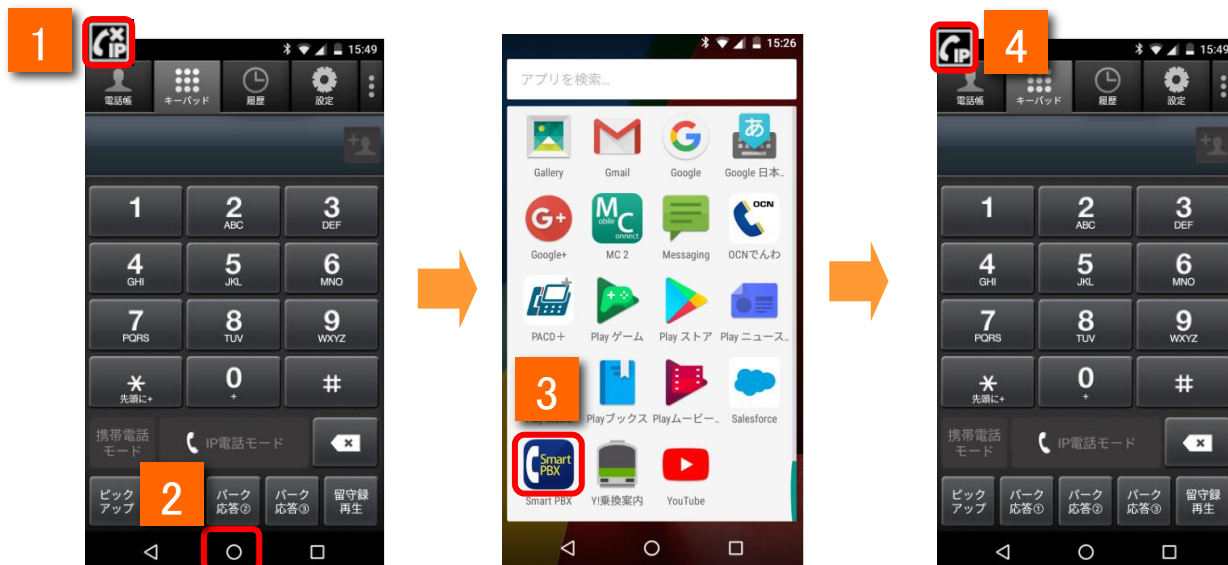 1
×
IP
15:49
電話帳
キーパッド
履歴
設定
1
2
ABC
3
DEF
4
GHI
5
JKL
6
MNO
7
PQRS
8
TUV
9
WXYZ
先頭に+
0
+
#
携帯電話
モード
IP電話モード
×
ピック
アップ
2
パーク
応答②
パーク
応答③
留守録
再生
15:26
アプリを検索...
あ
Gallery
Gmail
Google
Google 日本..
G+
Mobile
Connect
OCN
Google+
MC 2
Messaging
OCNでんわ
PACD＋
Play ゲーム
Play ストア
Play ニュース..
3
Playブックス
Playムービー..
Salesforce
Smart
PBX
Smart PBX
Y!乗換案内
YouTube
IP
4
15:49
電話帳
キーパッド
履歴
設定
1
2
ABC
3
DEF
4
GHI
5
JKL
6
MNO
7
PQRS
8
TUV
9
WXYZ
先頭に+
0
+
#
携帯電話
モード
IP電話モード
×
ピック
アップ
パーク
応答①
パーク
応答②
パーク
応答③
留守録
再生